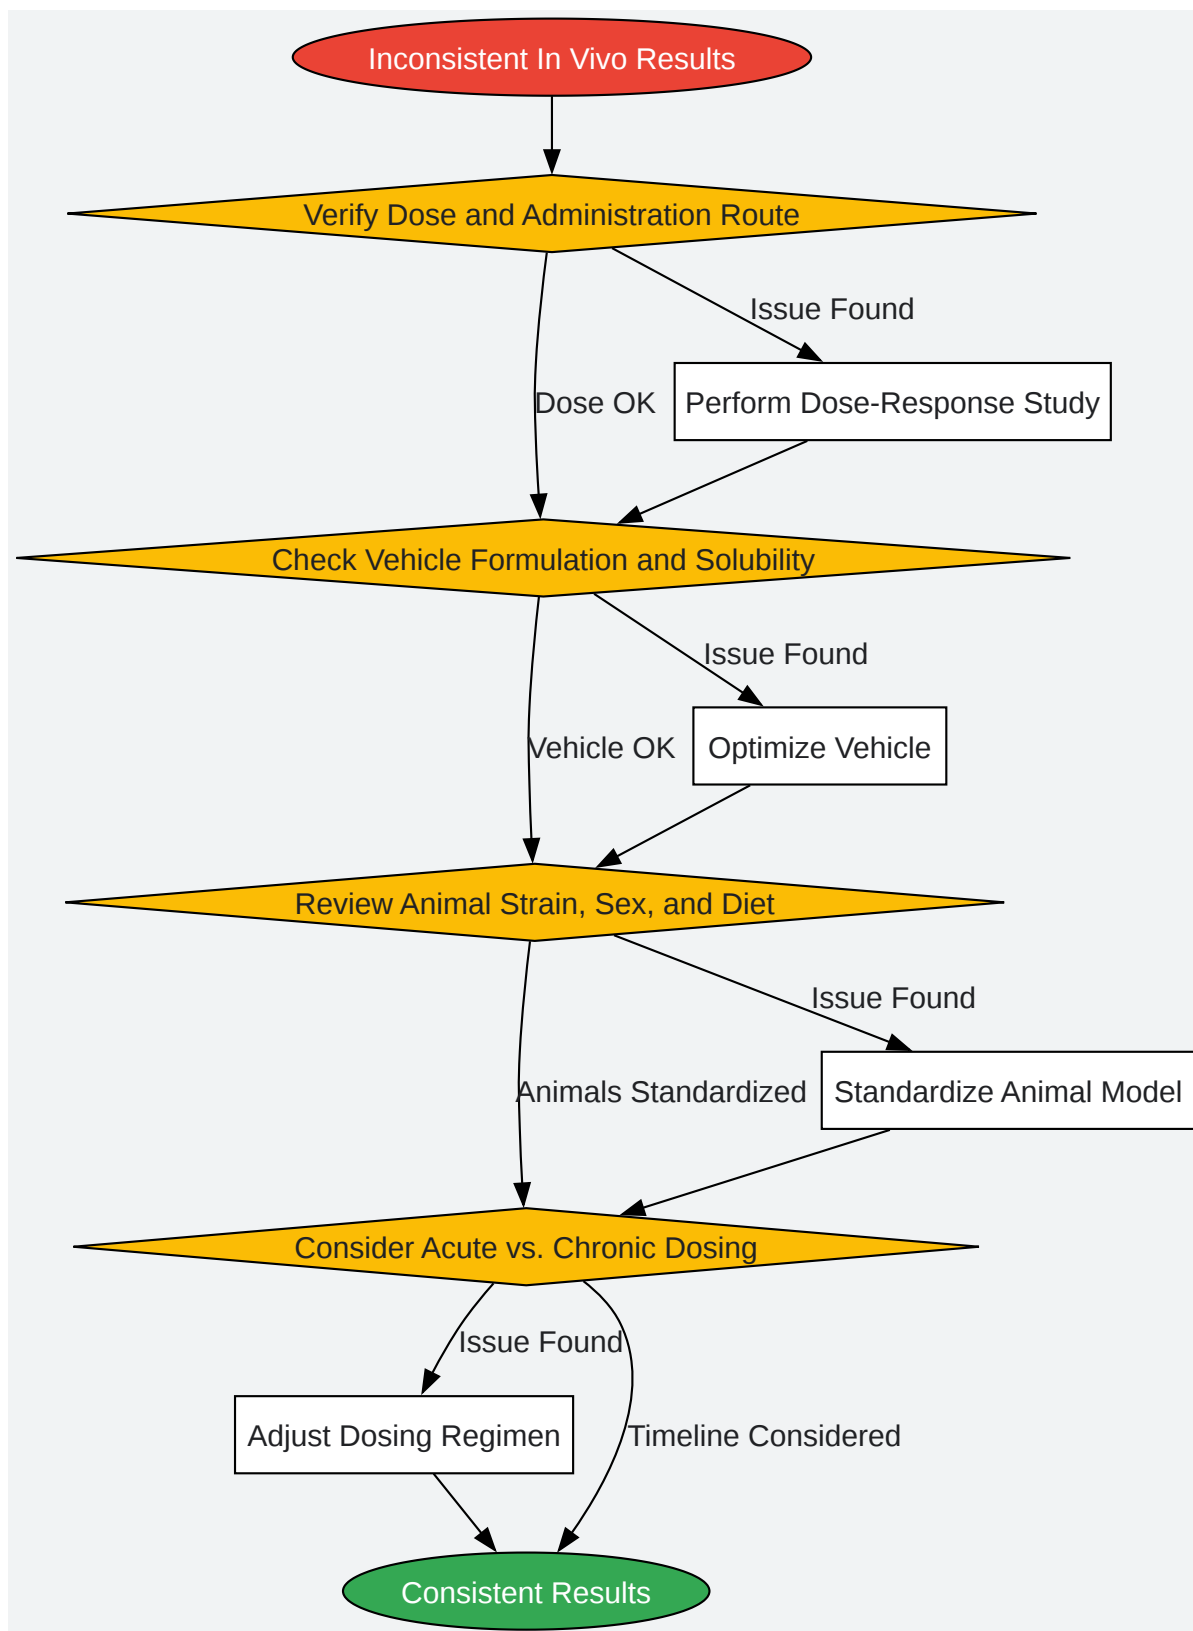 Inconsistent In Vivo Results
Verify Dose and Administration Route
Issue Found
Dose OK
Perform Dose-Response Study
Check Vehicle Formulation and Solubility
Issue Found
Vehicle OK
Optimize Vehicle
Review Animal Strain, Sex, and Diet
Issue Found
Animals Standardized
Standardize Animal Model
Consider Acute vs. Chronic Dosing
Issue Found
Adjust Dosing Regimen
Timeline Considered
Consistent Results